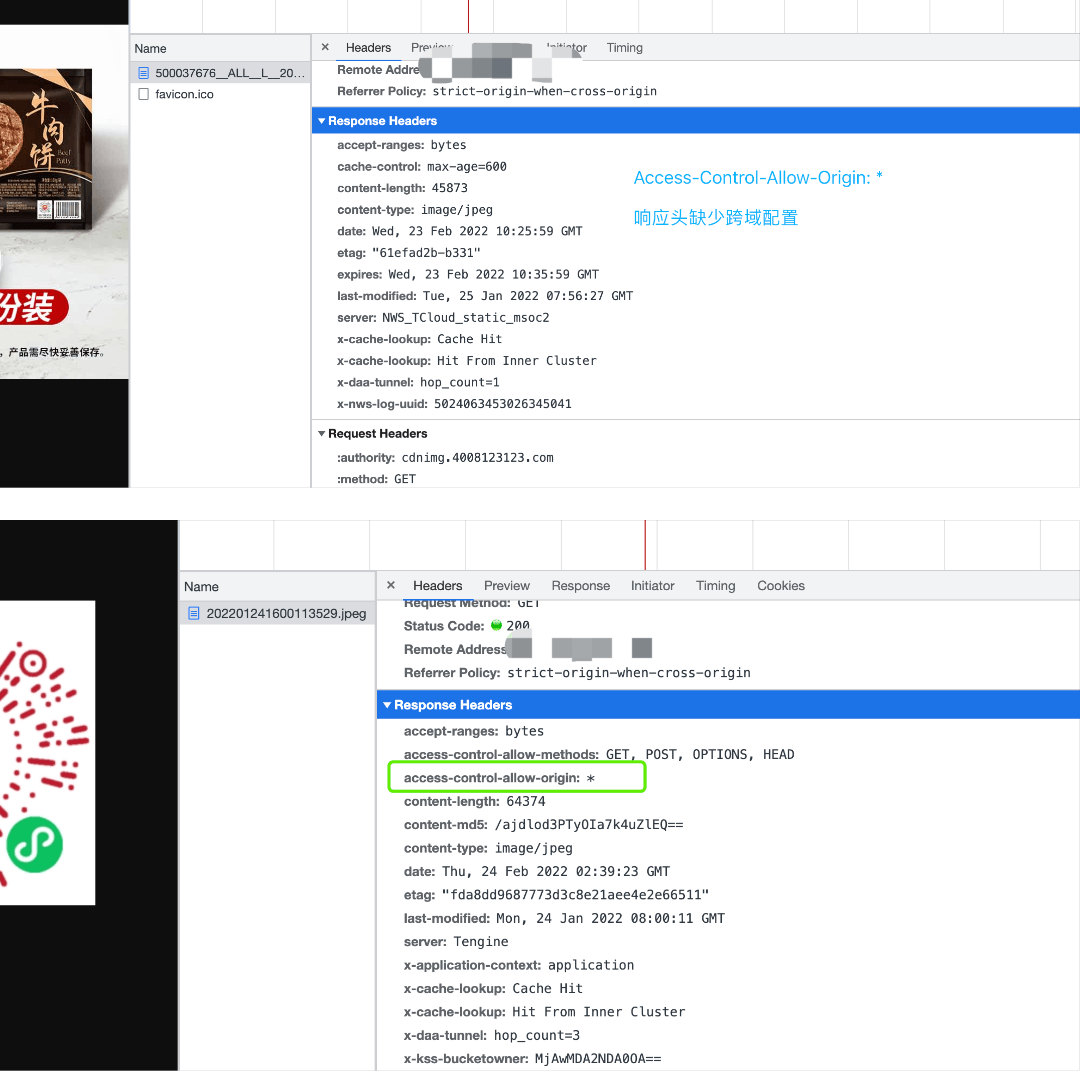 Name
500037676__ALL__L__20...
favicon.ico
牛肉饼
Beef
Patty
份装
，产品需尽快妥善保存。
× Headers Timing
Remote Addre
Referrer Policy: strict-origin-when-cross-origin
Response Headers
accept-ranges: bytes
cache-control: max-age=600
content-length: 45873
content-type: image/jpeg
date: Wed, 23 Feb 2022 10:25:59 GMT
etag: "61efad2b-b331"
expires: Wed, 23 Feb 2022 10:35:59 GMT
last-modified: Tue, 25 Jan 2022 07:56:27 GMT
server: NWS_TCloud_static_msoc2
x-cache-lookup: Cache Hit
x-cache-lookup: Hit From Inner Cluster
x-daa-tunnel: hop_count=1
x-nws-log-uuid: 5024063453026345041
Access-Control-Allow-Origin: *
响应头缺少跨域配置
Request Headers
:authority: cdnimg.4008123123.com
:method: GET
Name
202201241600113529.jpeg
× Headers Preview Response Initiator Timing Cookies
Request Method: GET
Status Code: 200
Remote Address
Referrer Policy: strict-origin-when-cross-origin
Response Headers
accept-ranges: bytes
access-control-allow-methods: GET, POST, OPTIONS, HEAD
access-control-allow-origin: *
content-length: 64374
content-md5: /ajdlod3PTyOIa7k4uZlEQ==
content-type: image/jpeg
date: Thu, 24 Feb 2022 02:39:23 GMT
etag: "fda8dd9687773d3c8e21aee4e2e66511"
last-modified: Mon, 24 Jan 2022 08:00:11 GMT
server: Tengine
x-application-context: application
x-cache-lookup: Cache Hit
x-cache-lookup: Hit From Inner Cluster
x-daa-tunnel: hop_count=3
x-kss-bucketowner: MjAwMDA2NDA0OA==